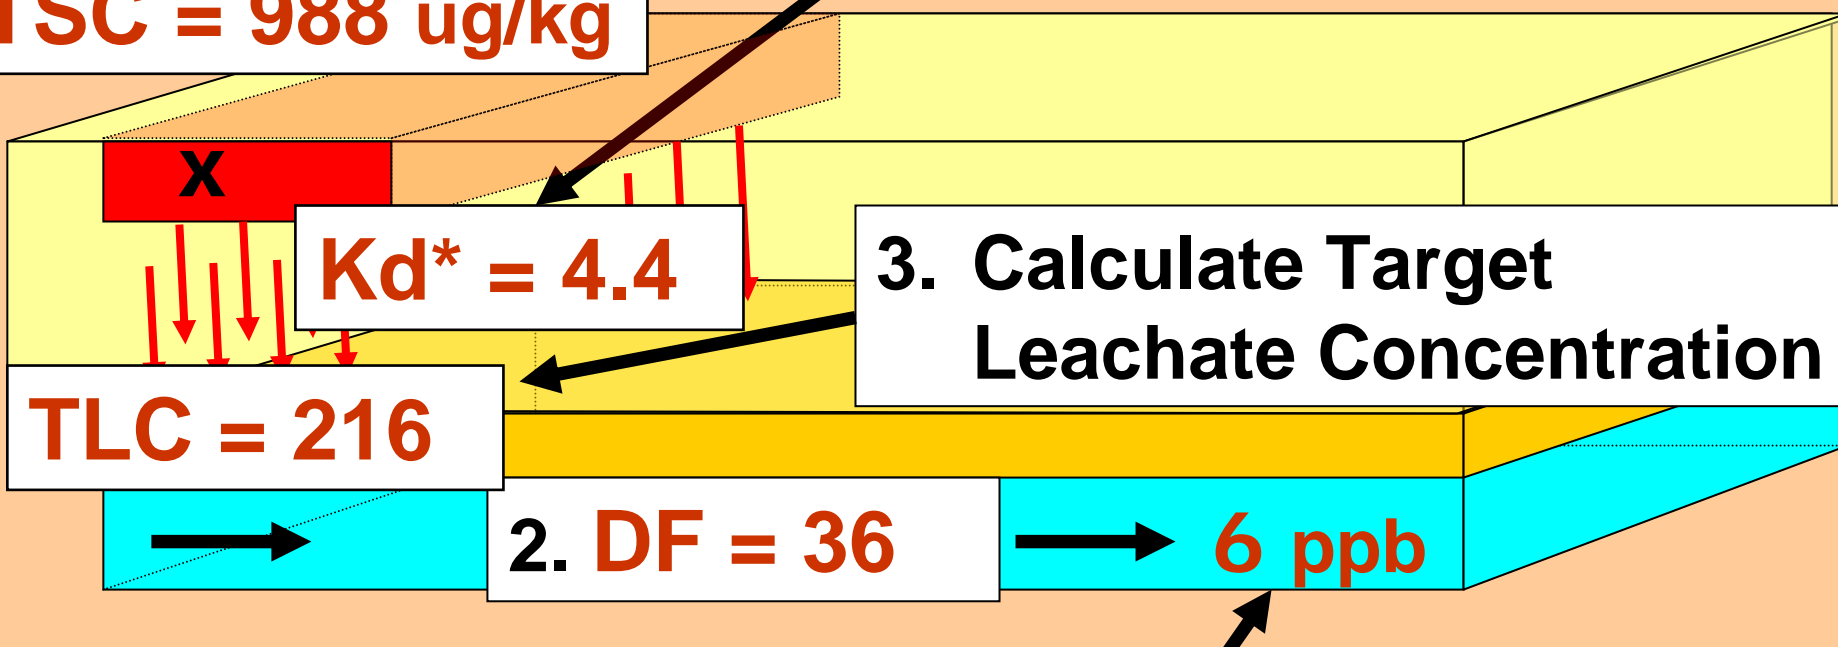 TSC = 988 ug/kg
X
Kd* = 4.4
3. Calculate Target
Leachate Concentration
TLC = 216
2. DF = 36
6 ppb